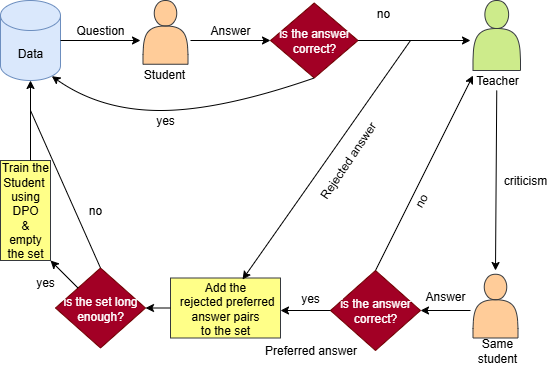 no
Question
Answer
is the answer
correct?
Data
Student
Teacher
yes
Rejected answer
Train the
Student
using
DPO
&
empty
the set
no
no
criticism
yes
is the set long
enough?
Add the
rejected preferred
answer pairs
to the set
yes
is the answer
correct?
Answer
Preferred answer
Same
student